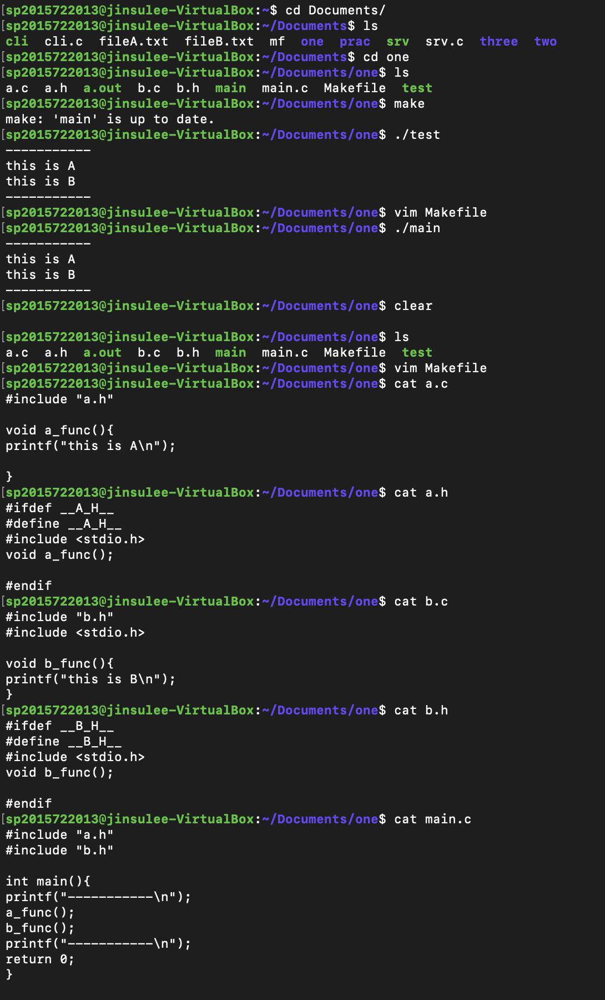 [sp2015722013@jinsulee-VirtualBox:~$ cd Documents/
[sp2015722013@jinsulee-VirtualBox:~/Documents$ ls
cli  cli.c  fileA.txt  fileB.txt  mf  one  prac  srv  srv.c  three  two
[sp2015722013@jinsulee-VirtualBox:~/Documents$ cd one
[sp2015722013@jinsulee-VirtualBox:~/Documents/one$ ls
a.c  a.h  a.out  b.c  b.h  main  main.c  Makefile  test
[sp2015722013@jinsulee-VirtualBox:~/Documents/one$ make
make: 'main' is up to date.
[sp2015722013@jinsulee-VirtualBox:~/Documents/one$ ./test
-----------
this is A
this is B
-----------
[sp2015722013@jinsulee-VirtualBox:~/Documents/one$ vim Makefile
[sp2015722013@jinsulee-VirtualBox:~/Documents/one$ ./main
-----------
this is A
this is B
-----------
[sp2015722013@jinsulee-VirtualBox:~/Documents/one$ clear

[sp2015722013@jinsulee-VirtualBox:~/Documents/one$ ls
a.c  a.h  a.out  b.c  b.h  main  main.c  Makefile  test
[sp2015722013@jinsulee-VirtualBox:~/Documents/one$ vim Makefile
[sp2015722013@jinsulee-VirtualBox:~/Documents/one$ cat a.c
#include "a.h"

void a_func(){
printf("this is A\n");

}
[sp2015722013@jinsulee-VirtualBox:~/Documents/one$ cat a.h
#ifdef __A_H__
#define __A_H__
#include <stdio.h>
void a_func();

#endif
[sp2015722013@jinsulee-VirtualBox:~/Documents/one$ cat b.c
#include "b.h"
#include <stdio.h>

void b_func(){
printf("this is B\n");
}
[sp2015722013@jinsulee-VirtualBox:~/Documents/one$ cat b.h
#ifdef __B_H__
#define __B_H__
#include <stdio.h>
void b_func();

#endif
[sp2015722013@jinsulee-VirtualBox:~/Documents/one$ cat main.c
#include "a.h"
#include "b.h"

int main(){
printf("-----------\n");
a_func();
b_func();
printf("-----------\n");
return 0;
}